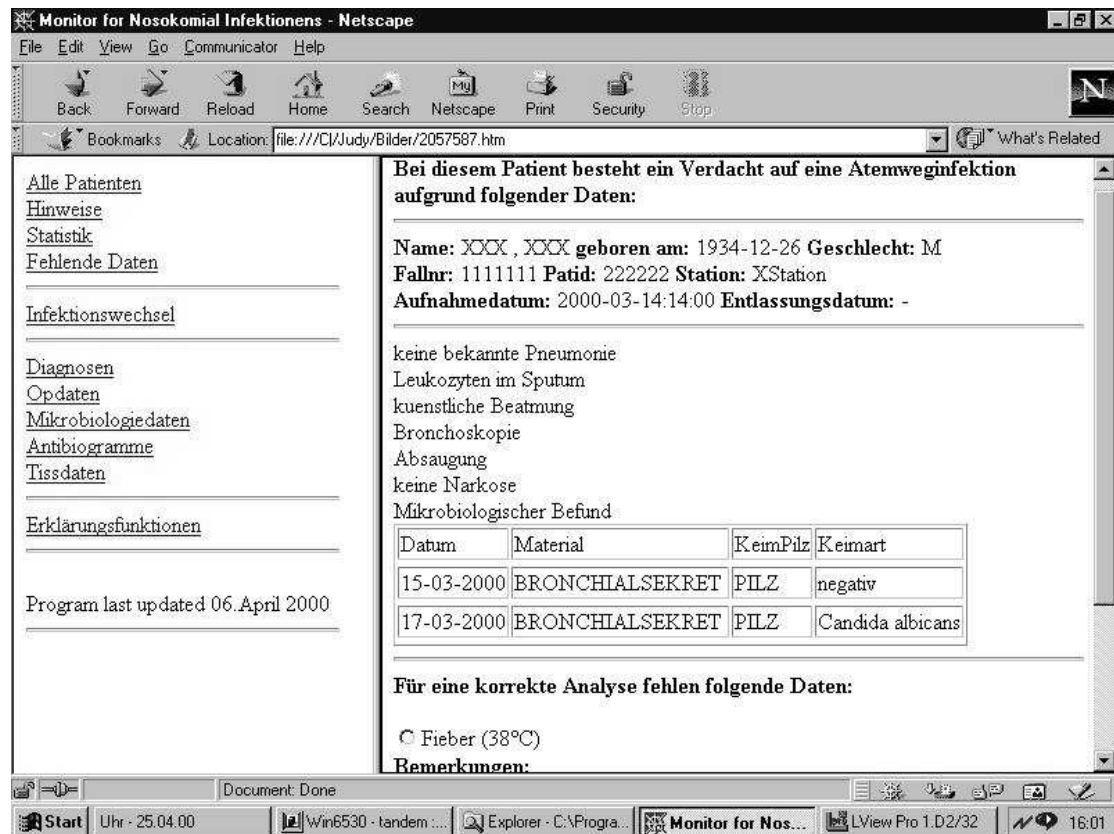 Monitor for Nosokomial Infektionens - Netscape
File Edit View Go Communicator Help
My
Back Forward Reload Home Search Netscape Print Security Stop
N
Bookmarks Location: file:///C|/Judy/Bilder/2057587.htm What's Related
Alle Patienten
Hinweise
Statistik
Fehlende Daten
Infektionswechsel
Diagnosen
Opdaten
Mikrobiologiedaten
Antibiogramme
Tissdaten
Erklärungsfunktionen
Program last updated 06.April 2000
Bei diesem Patient besteht ein Verdacht auf eine Atemweginfektion
aufgrund folgender Daten:
Name: XXX , XXX geboren am: 1934-12-26 Geschlecht: M
Fallnr: 1111111 Patid: 222222 Station: XStation
Aufnahmedatum: 2000-03-14:14:00 Entlassungsdatum: -
keine bekannte Pneumonie
Leukozyten im Sputum
kuenstliche Beatmung
Bronchoskopie
Absaugung
keine Narkose
Mikrobiologischer Befund
Datum Material KeimPilz Keimart
15-03-2000 BRONCHIALSEKRET PILZ negativ
17-03-2000 BRONCHIALSEKRET PILZ Candida albicans
Für eine korrekte Analyse fehlen folgende Daten:
Fieber (38°C)
Bemerkungen:
Document: Done
Start Uhr - 25.04.00 Win6530 - tandem :... Explorer - C:\Progra... Monitor for Nos... LView Pro 1.D2/32 16:01